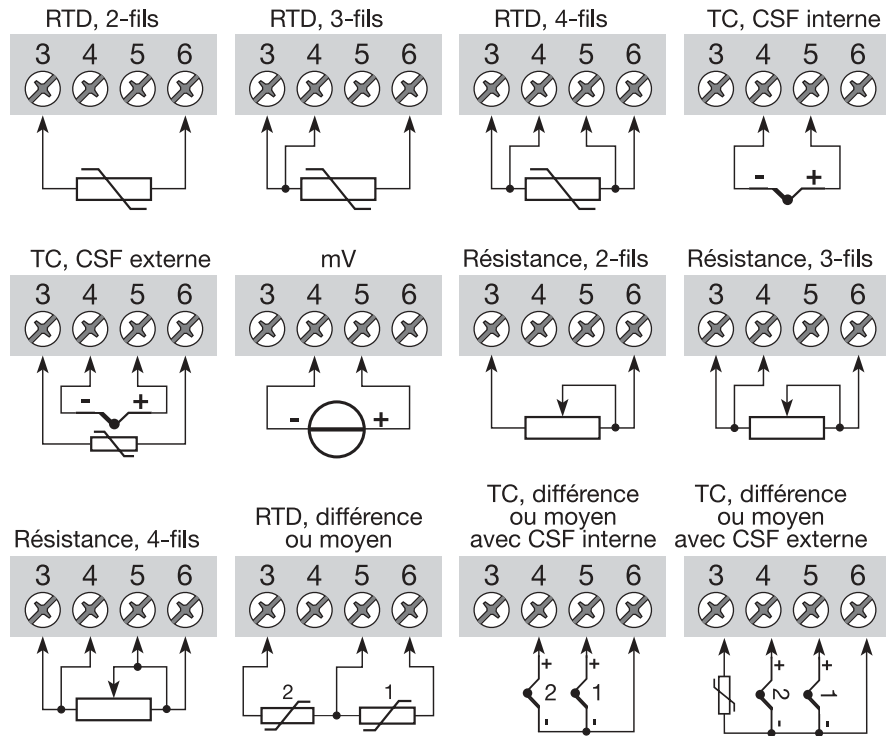 RTD, 2-fils
3 4 5 6
RTD, 3-fils
3 4 5 6
RTD, 4-fils
3 4 5 6
TC, CSF interne
3 4 5 6
- +
TC, CSF externe
3 4 5 6
- +
mV
3 4 5 6
- +
Résistance, 2-fils
3 4 5 6
Résistance, 3-fils
3 4 5 6
Résistance, 4-fils
3 4 5 6
RTD, différence
ou moyen
3 4 5 6
2 1
TC, différence
ou moyen
avec CSF interne
3 4 5 6
+ +
2 1
- -
TC, différence
ou moyen
avec CSF externe
3 4 5 6
+ +
2 1
- -